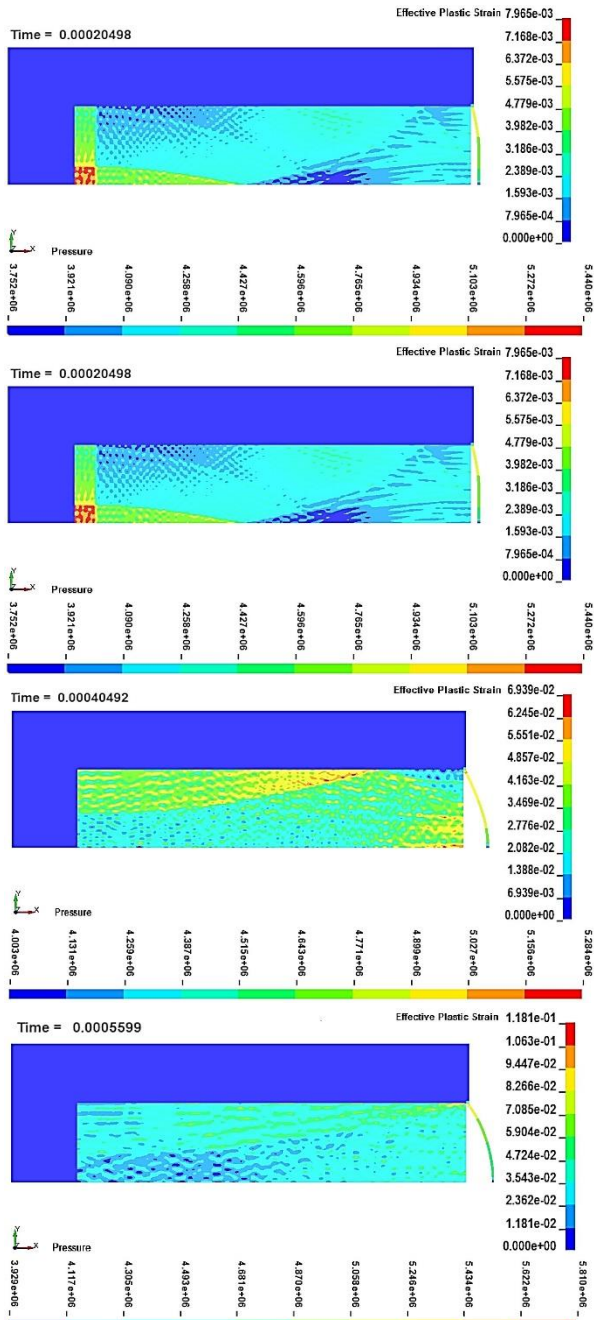 Effective Plastic Strain 7.965e-03
Time = 0.00020498
7.168e-03
6.372e-03
5.575e-03
4.779e-03
3.982e-03
3.186e-03
2.389e-03
1.593e-03
7.965e-04
0.000e+00
Y
Z X Pressure
3.752e+06 3.921e+06 4.090e+06 4.258e+06 4.427e+06 4.596e+06 4.765e+06 4.934e+06 5.103e+06 5.272e+06 5.440e+06
Effective Plastic Strain 7.965e-03
Time = 0.00020498
7.168e-03
6.372e-03
5.575e-03
4.779e-03
3.982e-03
3.186e-03
2.389e-03
1.593e-03
7.965e-04
0.000e+00
Y
Z X Pressure
3.752e+06 3.921e+06 4.090e+06 4.258e+06 4.427e+06 4.596e+06 4.765e+06 4.934e+06 5.103e+06 5.272e+06 5.440e+06
Effective Plastic Strain 6.939e-02
Time = 0.00040492
6.245e-02
5.551e-02
4.857e-02
4.163e-02
3.469e-02
2.776e-02
2.082e-02
1.388e-02
6.939e-03
0.000e+00
Y
Z X Pressure
4.003e+06 4.131e+06 4.259e+06 4.387e+06 4.515e+06 4.643e+06 4.771e+06 4.899e+06 5.027e+06 5.156e+06 5.284e+06
Effective Plastic Strain 1.181e-01
Time = 0.0005599
1.063e-01
9.447e-02
8.266e-02
7.085e-02
5.904e-02
4.724e-02
3.543e-02
2.362e-02
1.181e-02
0.000e+00
Y
Z X Pressure
3.929e+06 4.117e+06 4.305e+06 4.493e+06 4.681e+06 4.870e+06 5.058e+06 5.246e+06 5.434e+06 5.622e+06 5.810e+06